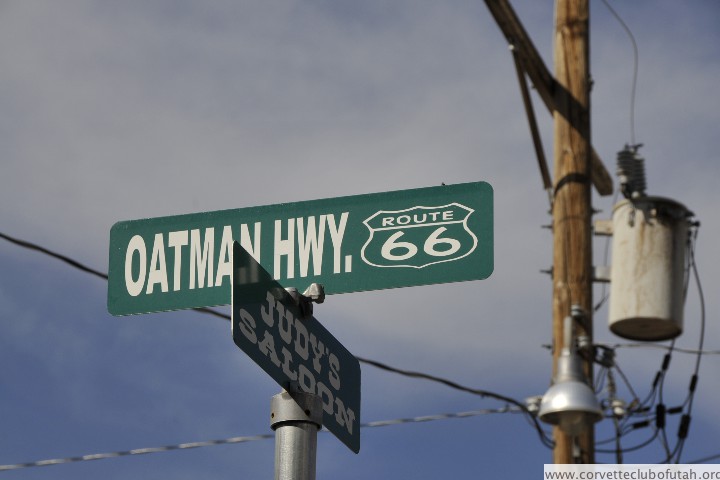 OATMAN HWY.
ROUTE
66
JUDY'S
SALOON
www.corvetteclubofutah.org